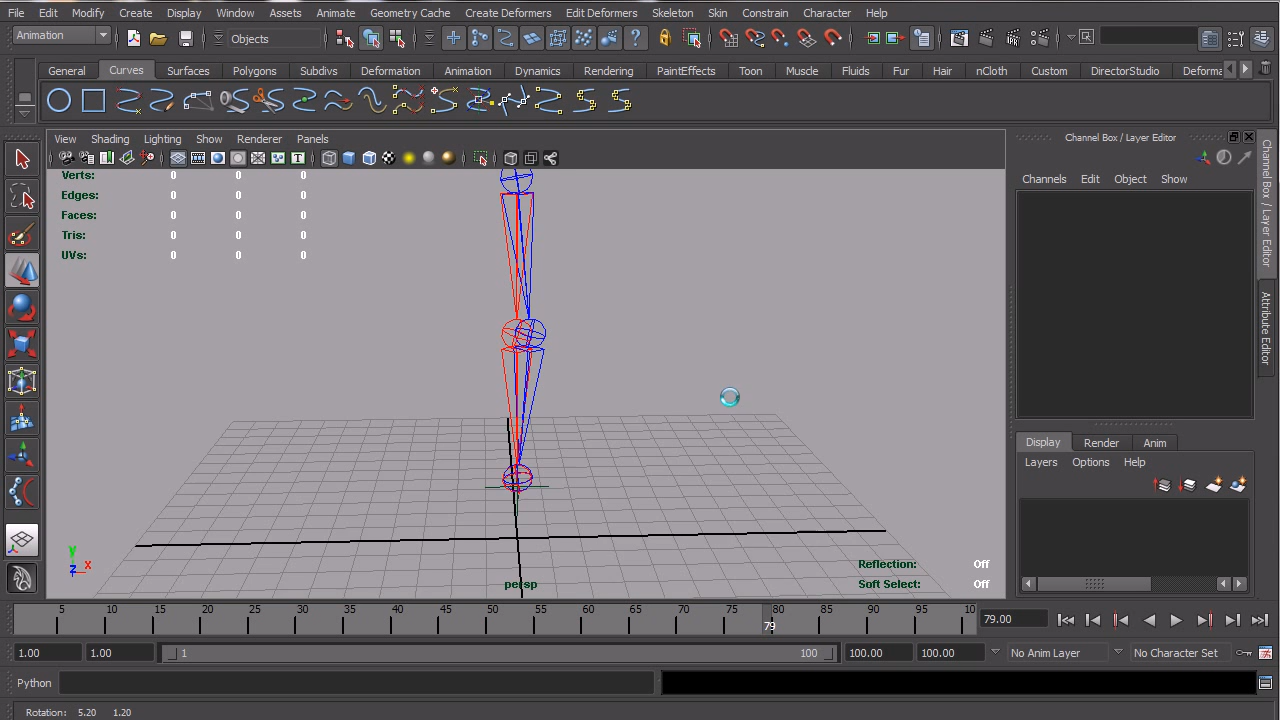 File Edit Modify Create Display Window Assets Animate Geometry Cache Create Deformers Edit Deformers Skeleton Skin Constrain Character Help
Animation Objects
General Curves Surfaces Polygons Subdivs Deformation Animation Dynamics Rendering PaintEffects Toon Muscle Fluids Fur Hair nCloth Custom DirectorStudio Deforma
View Shading Lighting Show Renderer Panels
Channel Box / Layer Editor
Channels Edit Object Show
Verts: 0 0 0
Edges: 0 0 0
Faces: 0 0 0
Tris: 0 0 0
UVs: 0 0 0
Channel Box / Layer Editor
Attribute Editor
Display Render Anim
Layers Options Help
y
x
z
persp
Reflection: Off
Soft Select: Off
5 10 15 20 25 30 35 40 45 50 55 60 65 70 75 80 85 90 95 10
79
79.00
1.00 1.00 1 100 100.00 100.00 No Anim Layer No Character Set
Python
Rotation: 5.20 1.20